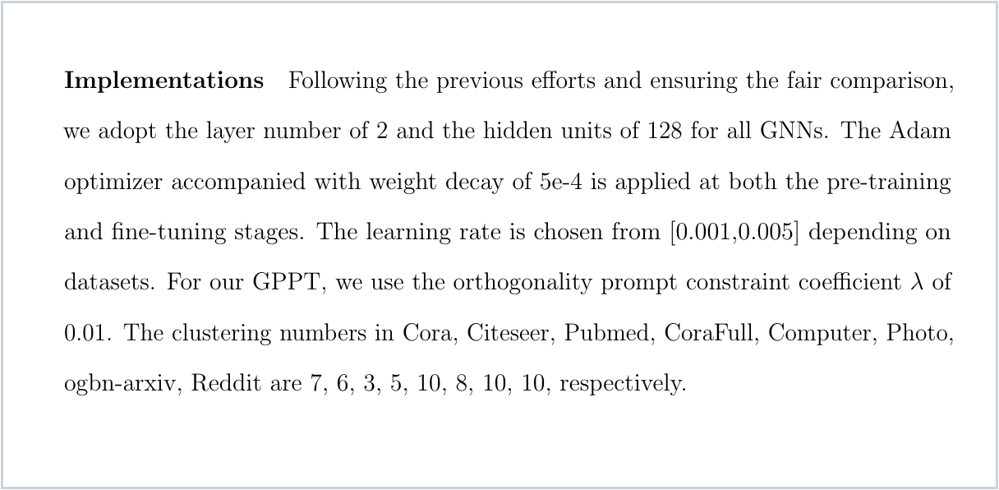 Implementations Following the previous efforts and ensuring the fair comparison,
we adopt the layer number of 2 and the hidden units of 128 for all GNNs. The Adam
optimizer accompanied with weight decay of 5e-4 is applied at both the pre-training
and fine-tuning stages. The learning rate is chosen from [0.001,0.005] depending on
datasets. For our GPPT, we use the orthogonality prompt constraint coefficient λ of
0.01. The clustering numbers in Cora, Citeseer, Pubmed, CoraFull, Computer, Photo,
ogbn-arxiv, Reddit are 7, 6, 3, 5, 10, 8, 10, 10, respectively.